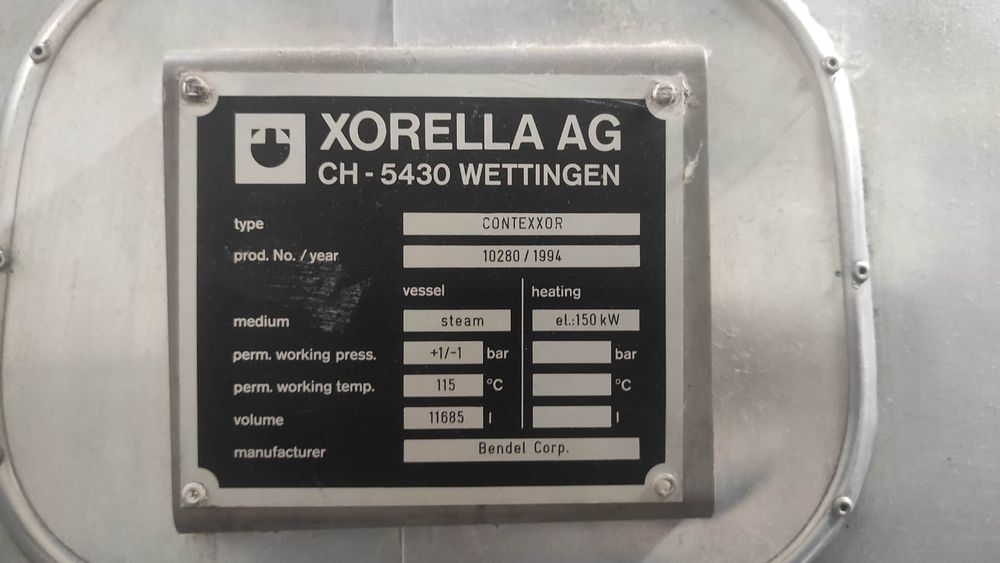 XORELLA AG
CH - 5430 WETTINGEN
type CONTEXXOR
prod. No. / year 10280 / 1994
vessel heating
medium steam el.:150 kW
perm. working press. +1/-1 bar bar
perm. working temp. 115 °C °C
volume 11685 l l
manufacturer Bendel Corp.